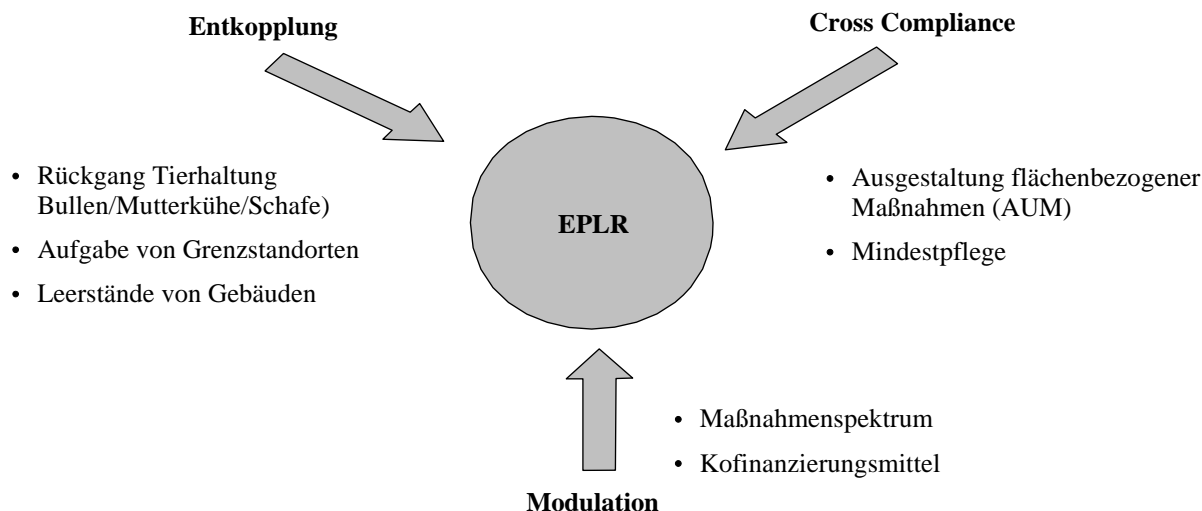 Entkopplung
Cross Compliance
• Rückgang Tierhaltung
Bullen/Mutterkühe/Schafe)
• Aufgabe von Grenzstandorten
• Leerstände von Gebäuden
EPLR
• Ausgestaltung flächenbezogener
Maßnahmen (AUM)
• Mindestpflege
• Maßnahmenspektrum
• Kofinanzierungsmittel
Modulation